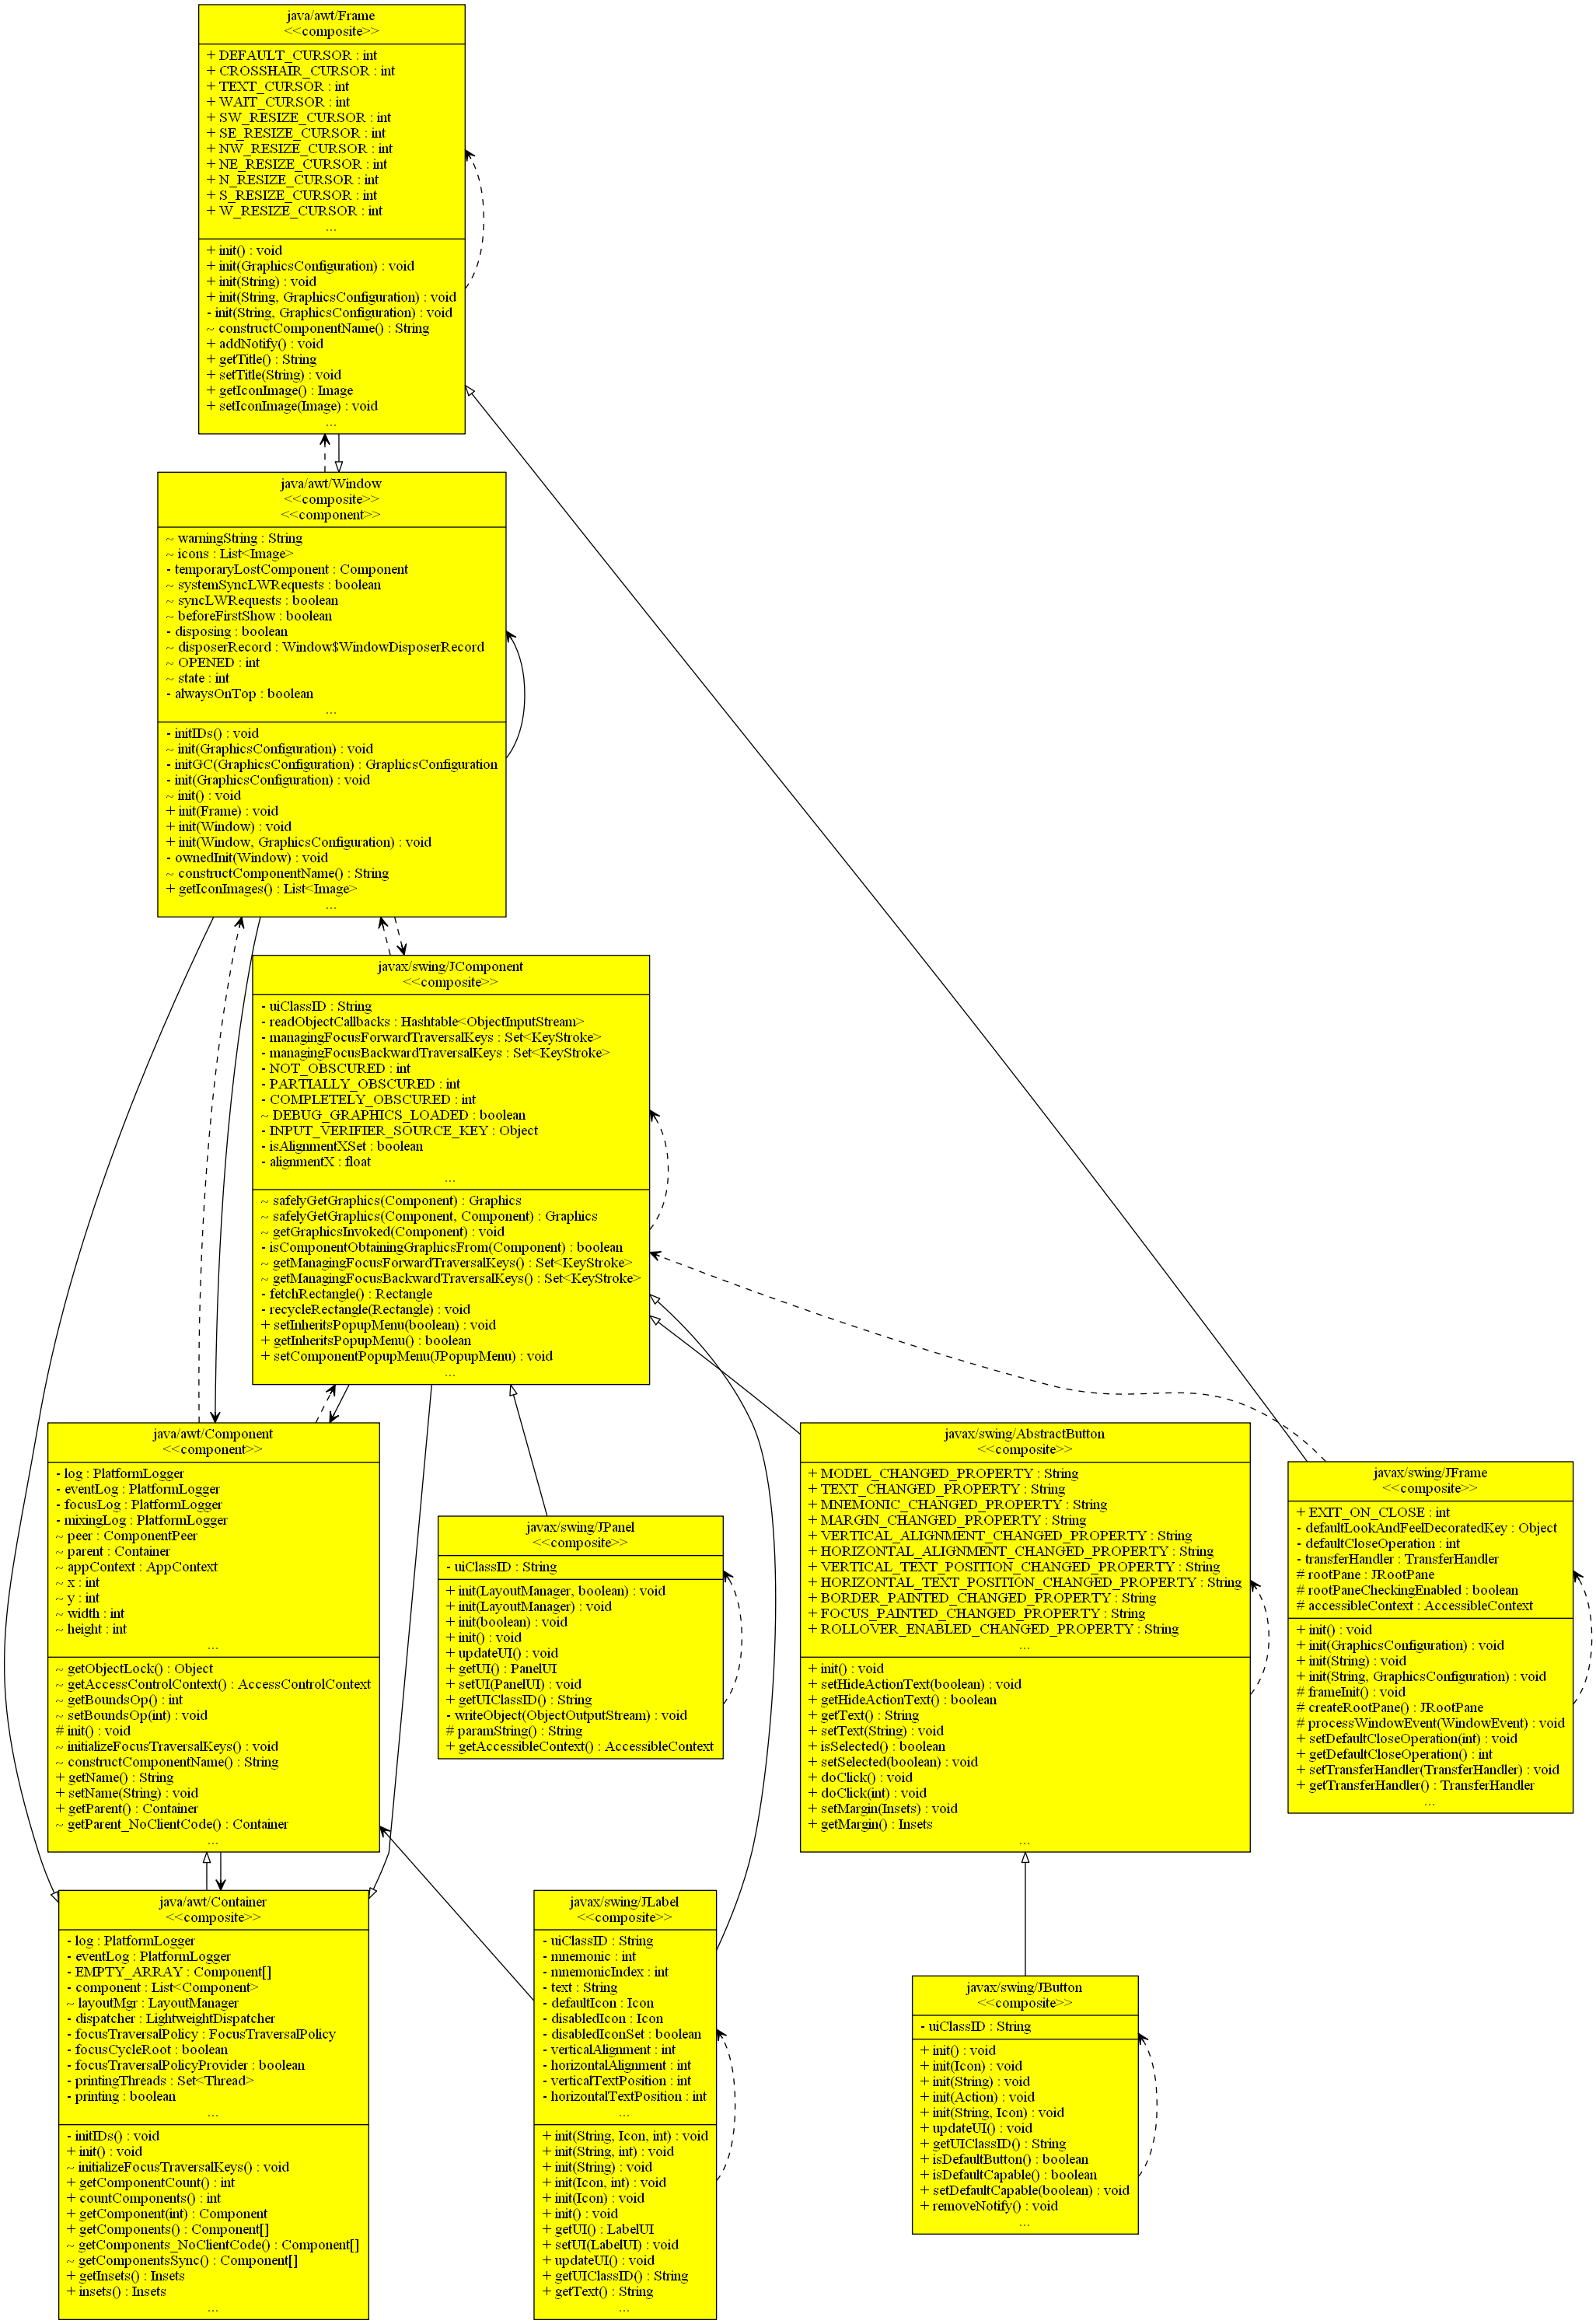 java/awt/Frame
<<composite>>
+ DEFAULT_CURSOR : int
+ CROSSHAIR_CURSOR : int
+ TEXT_CURSOR : int
+ WAIT_CURSOR : int
+ SW_RESIZE_CURSOR : int
+ SE_RESIZE_CURSOR : int
+ NW_RESIZE_CURSOR : int
+ NE_RESIZE_CURSOR : int
+ N_RESIZE_CURSOR : int
+ S_RESIZE_CURSOR : int
+ W_RESIZE_CURSOR : int
...
+ init() : void
+ init(GraphicsConfiguration) : void
+ init(String) : void
+ init(String, GraphicsConfiguration) : void
- init(String, GraphicsConfiguration) : void
~ constructComponentName() : String
+ addNotify() : void
+ getTitle() : String
+ setTitle(String) : void
+ getIconImage() : Image
+ setIconImage(Image) : void
...
java/awt/Window
<<composite>>
<<component>>
~ warningString : String
~ icons : List<Image>
- temporaryLostComponent : Component
~ systemSyncLWRequests : boolean
~ syncLWRequests : boolean
~ beforeFirstShow : boolean
- disposing : boolean
~ disposerRecord : Window$WindowDisposerRecord
~ OPENED : int
~ state : int
- alwaysOnTop : boolean
...
- initIDs() : void
~ init(GraphicsConfiguration) : void
- initGC(GraphicsConfiguration) : GraphicsConfiguration
- init(GraphicsConfiguration) : void
~ init() : void
+ init(Frame) : void
+ init(Window) : void
+ init(Window, GraphicsConfiguration) : void
- ownedInit(Window) : void
~ constructComponentName() : String
+ getIconImages() : List<Image>
...
javax/swing/JComponent
<<composite>>
- uiClassID : String
- readObjectCallbacks : Hashtable<ObjectInputStream>
- managingFocusForwardTraversalKeys : Set<KeyStroke>
- managingFocusBackwardTraversalKeys : Set<KeyStroke>
- NOT_OBSCURED : int
- PARTIALLY_OBSCURED : int
- COMPLETELY_OBSCURED : int
~ DEBUG_GRAPHICS_LOADED : boolean
- INPUT_VERIFIER_SOURCE_KEY : Object
- isAlignmentXSet : boolean
- alignmentX : float
...
~ safelyGetGraphics(Component) : Graphics
~ safelyGetGraphics(Component, Component) : Graphics
~ getGraphicsInvoked(Component) : void
- isComponentObtainingGraphicsFrom(Component) : boolean
~ getManagingFocusForwardTraversalKeys() : Set<KeyStroke>
~ getManagingFocusBackwardTraversalKeys() : Set<KeyStroke>
- fetchRectangle() : Rectangle
- recycleRectangle(Rectangle) : void
+ setInheritsPopupMenu(boolean) : void
+ getInheritsPopupMenu() : boolean
+ setComponentPopupMenu(JPopupMenu) : void
...
java/awt/Component
<<component>>
- log : PlatformLogger
- eventLog : PlatformLogger
- focusLog : PlatformLogger
- mixingLog : PlatformLogger
~ peer : ComponentPeer
~ parent : Container
~ appContext : AppContext
~ x : int
~ y : int
~ width : int
~ height : int
...
~ getObjectLock() : Object
~ getAccessControlContext() : AccessControlContext
~ getBoundsOp() : int
~ setBoundsOp(int) : void
# init() : void
~ initializeFocusTraversalKeys() : void
~ constructComponentName() : String
+ getName() : String
+ setName(String) : void
+ getParent() : Container
~ getParent_NoClientCode() : Container
...
javax/swing/JPanel
<<composite>>
- uiClassID : String
+ init(LayoutManager, boolean) : void
+ init(LayoutManager) : void
+ init(boolean) : void
+ init() : void
+ updateUI() : void
+ getUI() : PanelUI
+ setUI(PanelUI) : void
+ getUIClassID() : String
- writeObject(ObjectOutputStream) : void
# paramString() : String
+ getAccessibleContext() : AccessibleContext
javax/swing/AbstractButton
<<composite>>
+ MODEL_CHANGED_PROPERTY : String
+ TEXT_CHANGED_PROPERTY : String
+ MNEMONIC_CHANGED_PROPERTY : String
+ MARGIN_CHANGED_PROPERTY : String
+ VERTICAL_ALIGNMENT_CHANGED_PROPERTY : String
+ HORIZONTAL_ALIGNMENT_CHANGED_PROPERTY : String
+ VERTICAL_TEXT_POSITION_CHANGED_PROPERTY : String
+ HORIZONTAL_TEXT_POSITION_CHANGED_PROPERTY : String
+ BORDER_PAINTED_CHANGED_PROPERTY : String
+ FOCUS_PAINTED_CHANGED_PROPERTY : String
+ ROLLOVER_ENABLED_CHANGED_PROPERTY : String
...
+ init() : void
+ setHideActionText(boolean) : void
+ getHideActionText() : boolean
+ getText() : String
+ setText(String) : void
+ isSelected() : boolean
+ setSelected(boolean) : void
+ doClick() : void
+ doClick(int) : void
+ setMargin(Insets) : void
+ getMargin() : Insets
...
javax/swing/JFrame
<<composite>>
+ EXIT_ON_CLOSE : int
- defaultLookAndFeelDecoratedKey : Object
- defaultCloseOperation : int
- transferHandler : TransferHandler
# rootPane : JRootPane
# rootPaneCheckingEnabled : boolean
# accessibleContext : AccessibleContext
+ init() : void
+ init(GraphicsConfiguration) : void
+ init(String) : void
+ init(String, GraphicsConfiguration) : void
# frameInit() : void
# createRootPane() : JRootPane
# processWindowEvent(WindowEvent) : void
+ setDefaultCloseOperation(int) : void
+ getDefaultCloseOperation() : int
+ setTransferHandler(TransferHandler) : void
+ getTransferHandler() : TransferHandler
...
java/awt/Container
<<composite>>
- log : PlatformLogger
- eventLog : PlatformLogger
- EMPTY_ARRAY : Component[]
- component : List<Component>
~ layoutMgr : LayoutManager
- dispatcher : LightweightDispatcher
- focusTraversalPolicy : FocusTraversalPolicy
- focusCycleRoot : boolean
- focusTraversalPolicyProvider : boolean
- printingThreads : Set<Thread>
- printing : boolean
...
- initIDs() : void
+ init() : void
~ initializeFocusTraversalKeys() : void
+ getComponentCount() : int
+ countComponents() : int
+ getComponent(int) : Component
+ getComponents() : Component[]
~ getComponents_NoClientCode() : Component[]
~ getComponentsSync() : Component[]
+ getInsets() : Insets
+ insets() : Insets
...
javax/swing/JLabel
<<composite>>
- uiClassID : String
- mnemonic : int
- mnemonicIndex : int
- text : String
- defaultIcon : Icon
- disabledIcon : Icon
- disabledIconSet : boolean
- verticalAlignment : int
- horizontalAlignment : int
- verticalTextPosition : int
- horizontalTextPosition : int
...
+ init(String, Icon, int) : void
+ init(String, int) : void
+ init(String) : void
+ init(Icon, int) : void
+ init(Icon) : void
+ init() : void
+ getUI() : LabelUI
+ setUI(LabelUI) : void
+ updateUI() : void
+ getUIClassID() : String
+ getText() : String
...
javax/swing/JButton
<<composite>>
- uiClassID : String
+ init() : void
+ init(Icon) : void
+ init(String) : void
+ init(Action) : void
+ init(String, Icon) : void
+ updateUI() : void
+ getUIClassID() : String
+ isDefaultButton() : boolean
+ isDefaultCapable() : boolean
+ setDefaultCapable(boolean) : void
+ removeNotify() : void
...